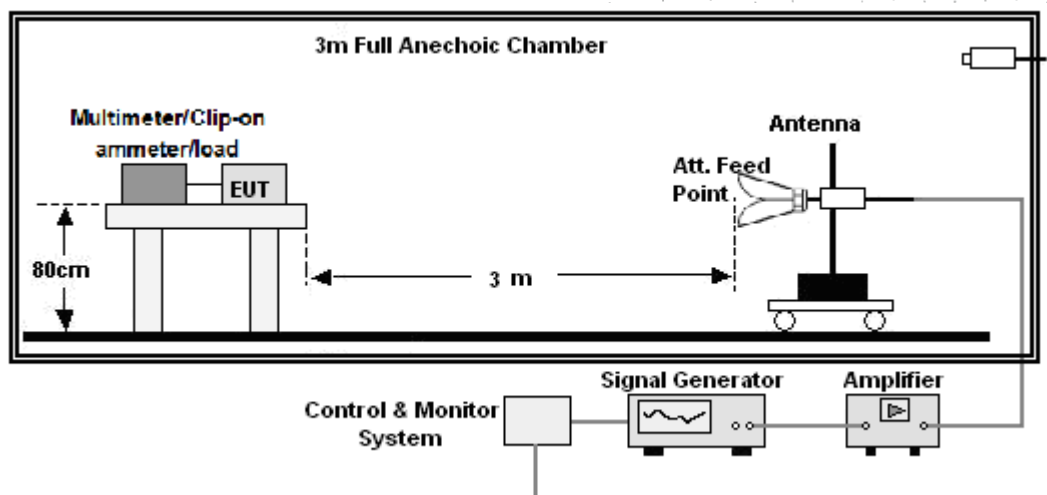 3m Full Anechoic Chamber
Multimeter/Clip-on
ammeter/load
Antenna
Att. Feed
Point
EUT
80cm
3 m
Signal Generator
Amplifier
Control & Monitor
System